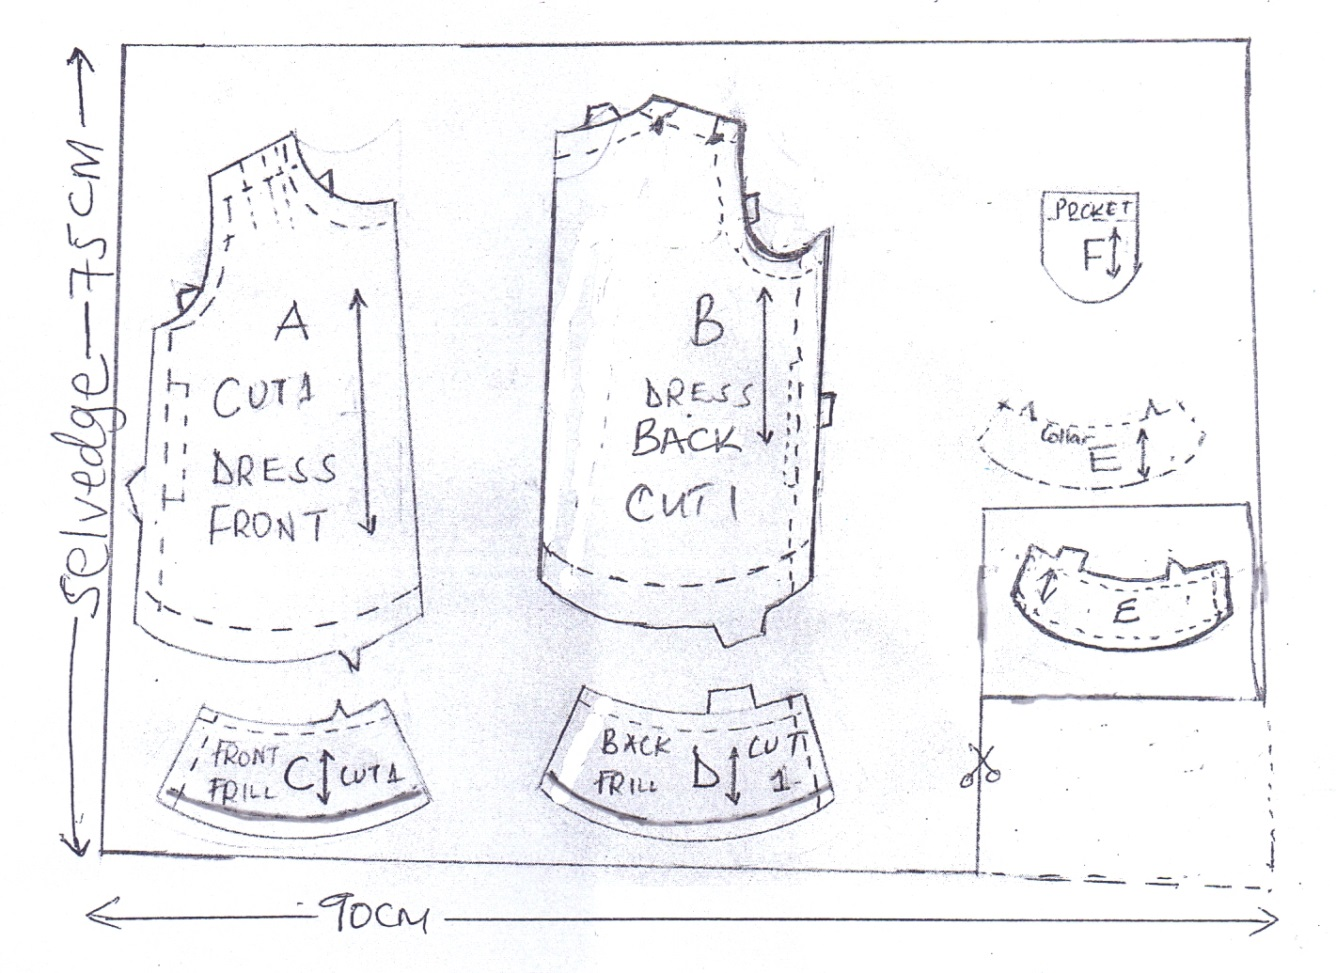 Selvedge—75CM
A
CUT 1
DRESS
FRONT
B
DRESS
BACK
CUT 1
POCKET
F
Collar
E
E
FRONT
FRILL
C
CUT 1
BACK
FRILL
D
CUT
1
90CM